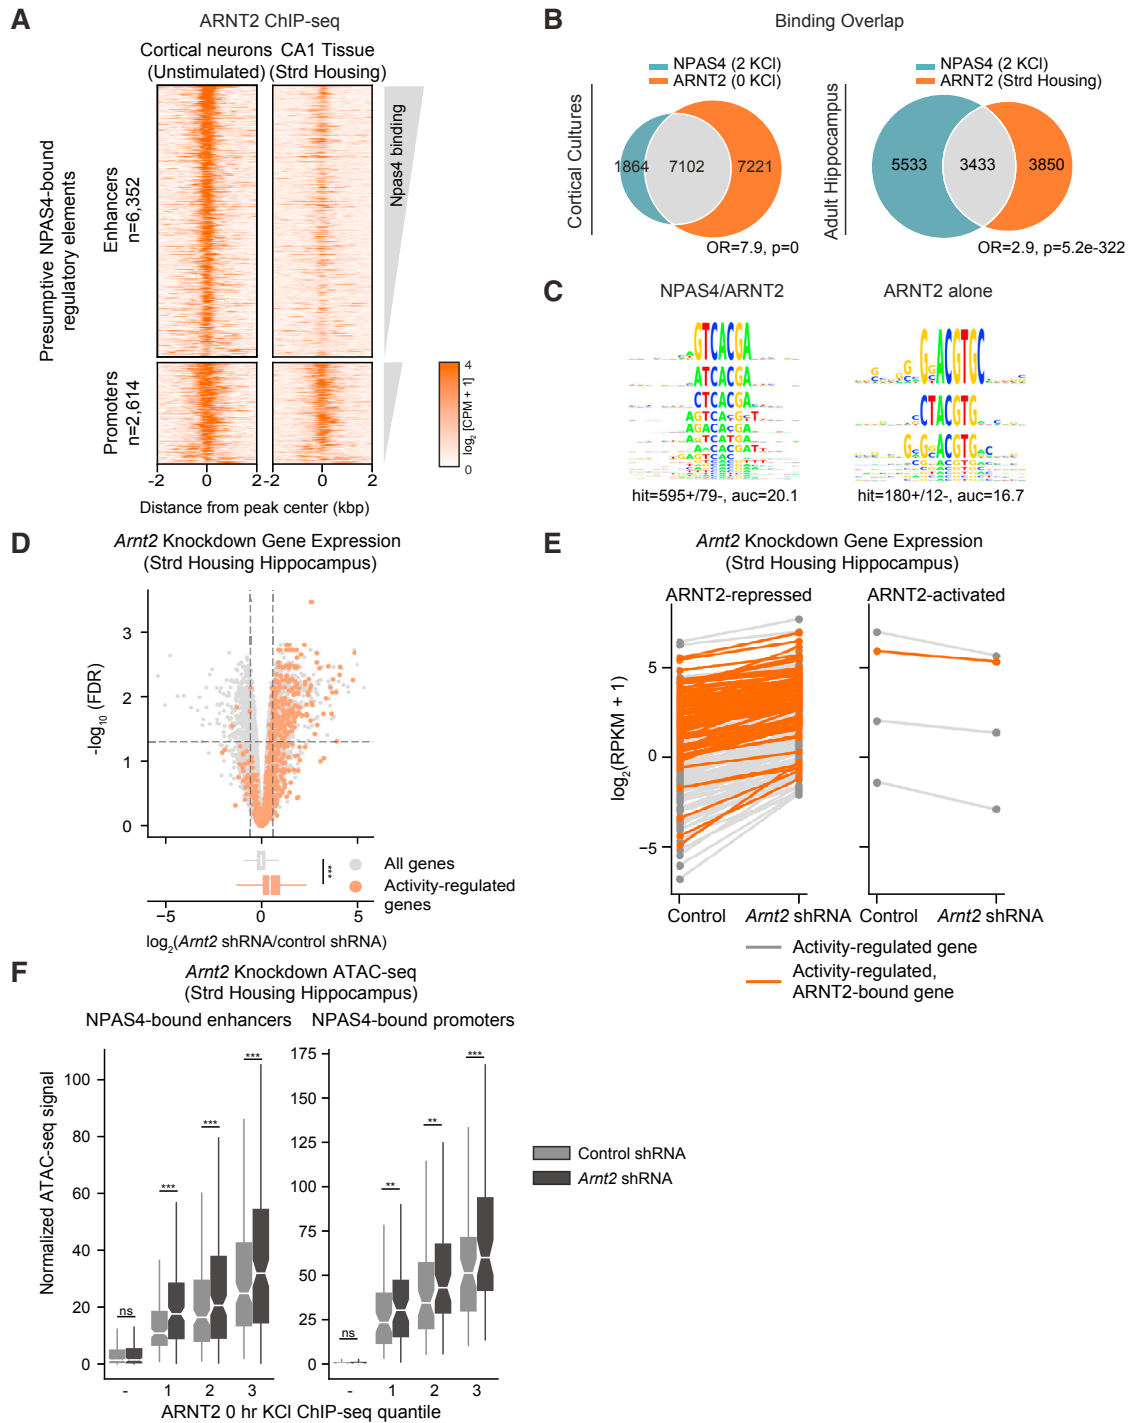 A
ARNT2 ChIP-seq
Cortical neurons
(Unstimulated)
CA1 Tissue
(Strd Housing)
Presumptive NPAS4-bound
regulatory elements
Enhancers
n=6,352
Promoters
n=2,614
Npas4 binding
−2 0 2
−2 0 2
Distance from peak center (kbp)
4
log2 [CPM + 1]
0
B
Binding Overlap
NPAS4 (2 KCl)
ARNT2 (0 KCl)
Cortical Cultures
1864 7102 7221
OR=7.9, p=0
NPAS4 (2 KCl)
ARNT2 (Strd Housing)
Adult Hippocampus
5533 3433 3850
OR=2.9, p=5.2e-322
C
NPAS4/ARNT2
GTCACGA
ATCACGA
CTCACGA
hit=595+/79-, auc=20.1
ARNT2 alone
hit=180+/12-, auc=16.7
D
Arnt2 Knockdown Gene Expression
(Strd Housing Hippocampus)
-log10 (FDR)
3
2
1
0
***
All genes
Activity-regulated
genes
−5 0 5
log2(Arnt2 shRNA/control shRNA)
E
Arnt2 Knockdown Gene Expression
(Strd Housing Hippocampus)
ARNT2-repressed
ARNT2-activated
log2(RPKM + 1)
5
0
−5
Control
Arnt2 shRNA
Control
Arnt2 shRNA
Activity-regulated gene
Activity-regulated,
ARNT2-bound gene
F
Arnt2 Knockdown ATAC-seq
(Strd Housing Hippocampus)
NPAS4-bound enhancers
NPAS4-bound promoters
Normalized ATAC-seq signal
100
80
60
40
20
0
ns
***
***
***
- 1 2 3
175
150
125
100
75
50
25
0
ns
**
**
***
- 1 2 3
ARNT2 0 hr KCl ChIP-seq quantile
Control shRNA
Arnt2 shRNA